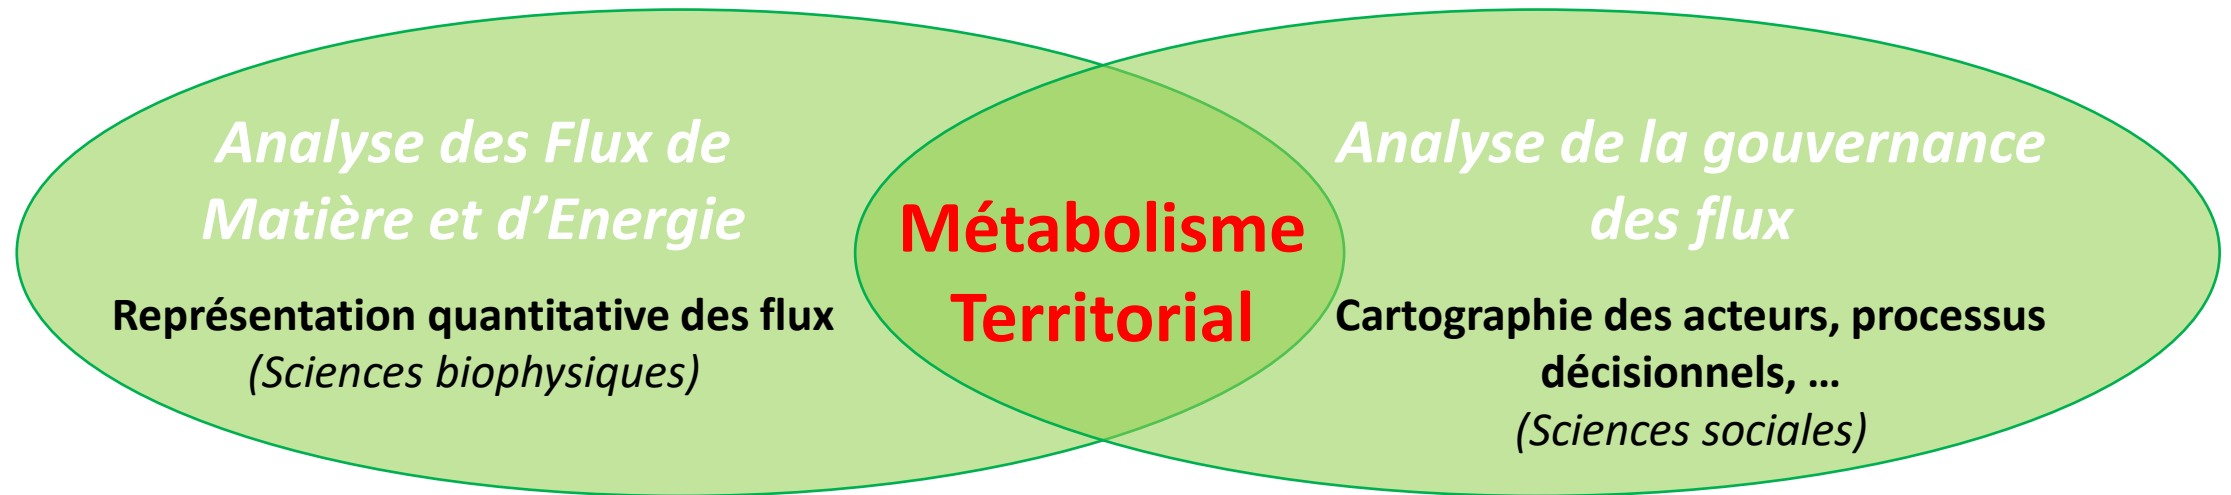 Analyse des Flux de
Matière et d’Energie
Représentation quantitative des flux
(Sciences biophysiques)
Métabolisme
Territorial
Analyse de la gouvernance
des flux
Cartographie des acteurs, processus
décisionnels, ...
(Sciences sociales)